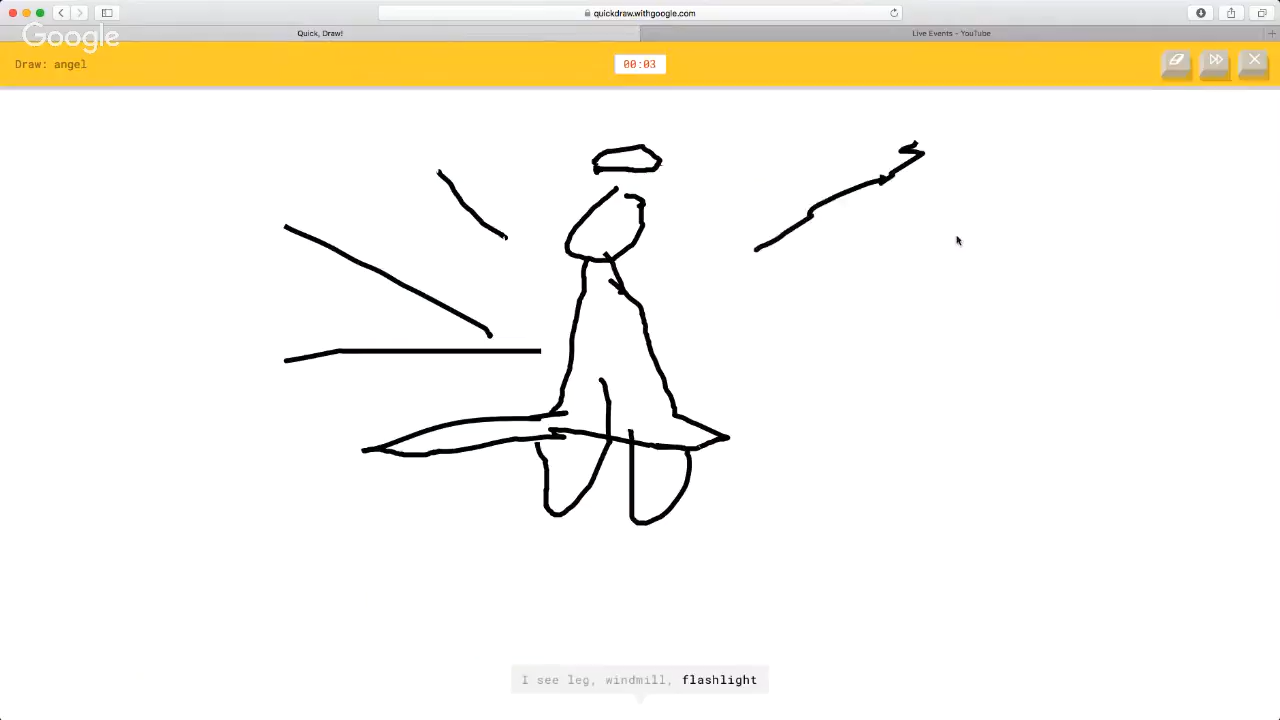 quickdraw.withgoogle.com
Quick, Draw!
Live Events - YouTube
Google
Draw: angel
00:03
I see leg, windmill, flashlight